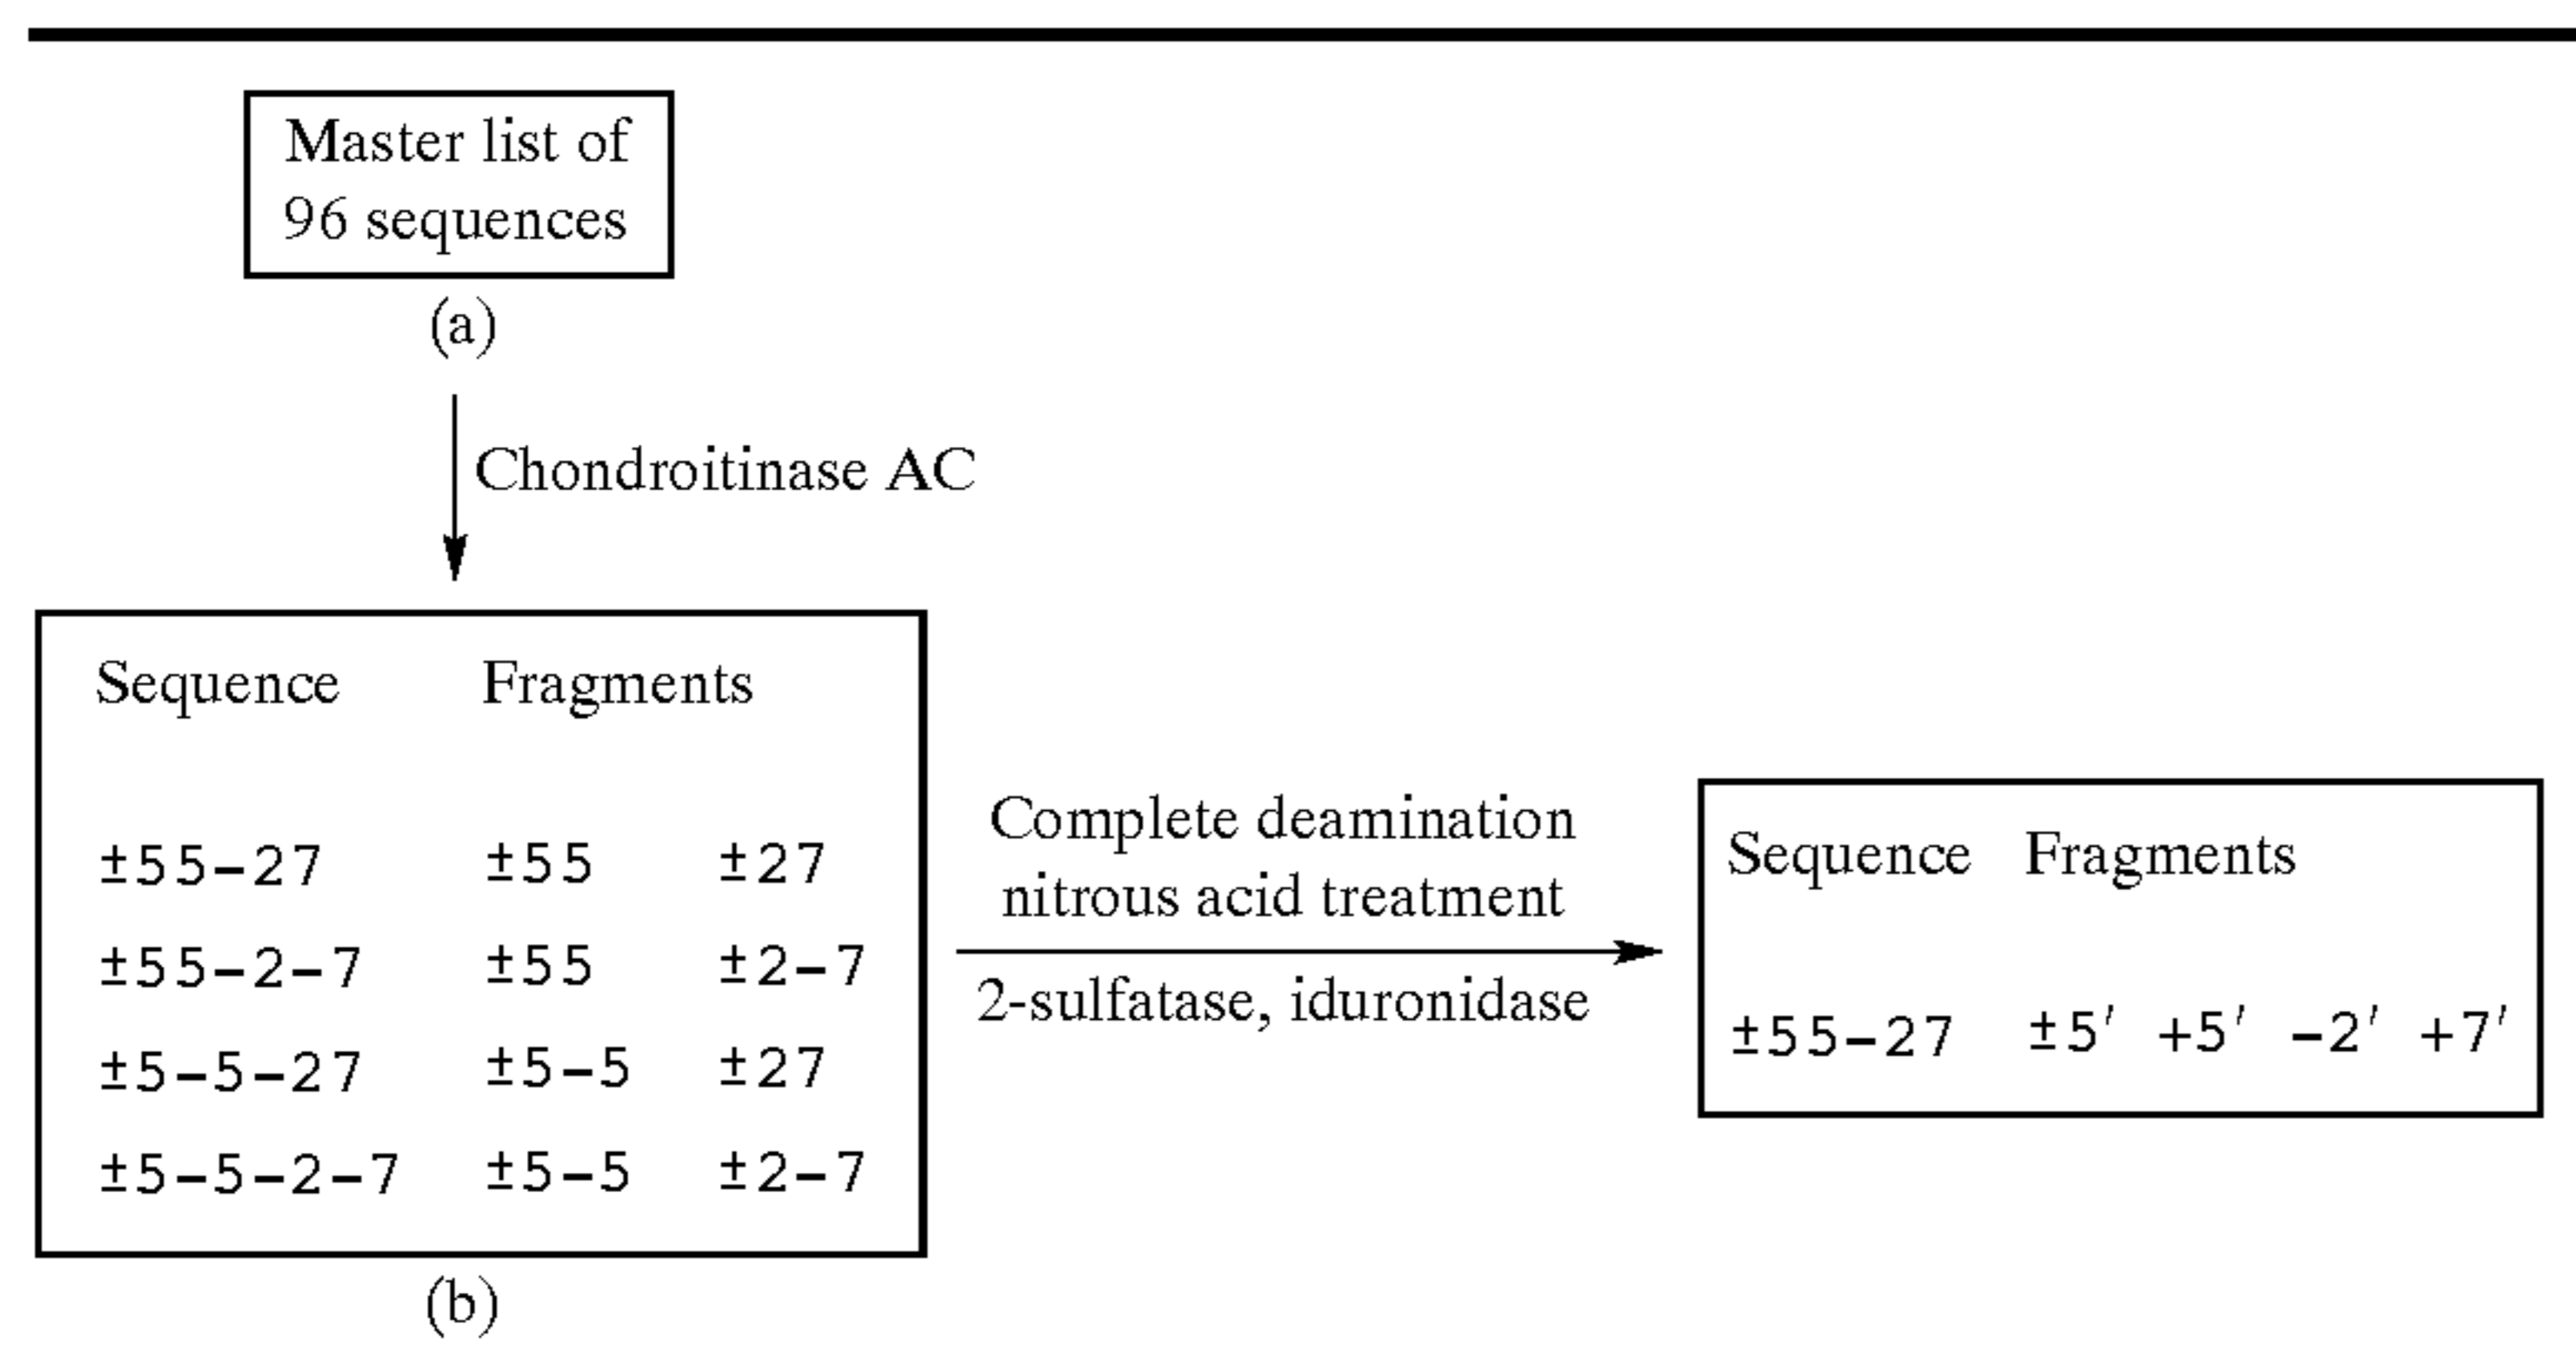 Master list of
96 sequences
(a)
Chondroitinase AC
Sequence Fragments
±55–27 ±55 ±27
±55–2–7 ±55 ±2–7
±5–5–27 ±5–5 ±27
±5–5–2–7 ±5–5 ±2–7
(b)
Complete deamination
nitrous acid treatment
2-sulfatase, iduronidase
Sequence Fragments
±55–27 ±5′ +5′ –2′ +7′